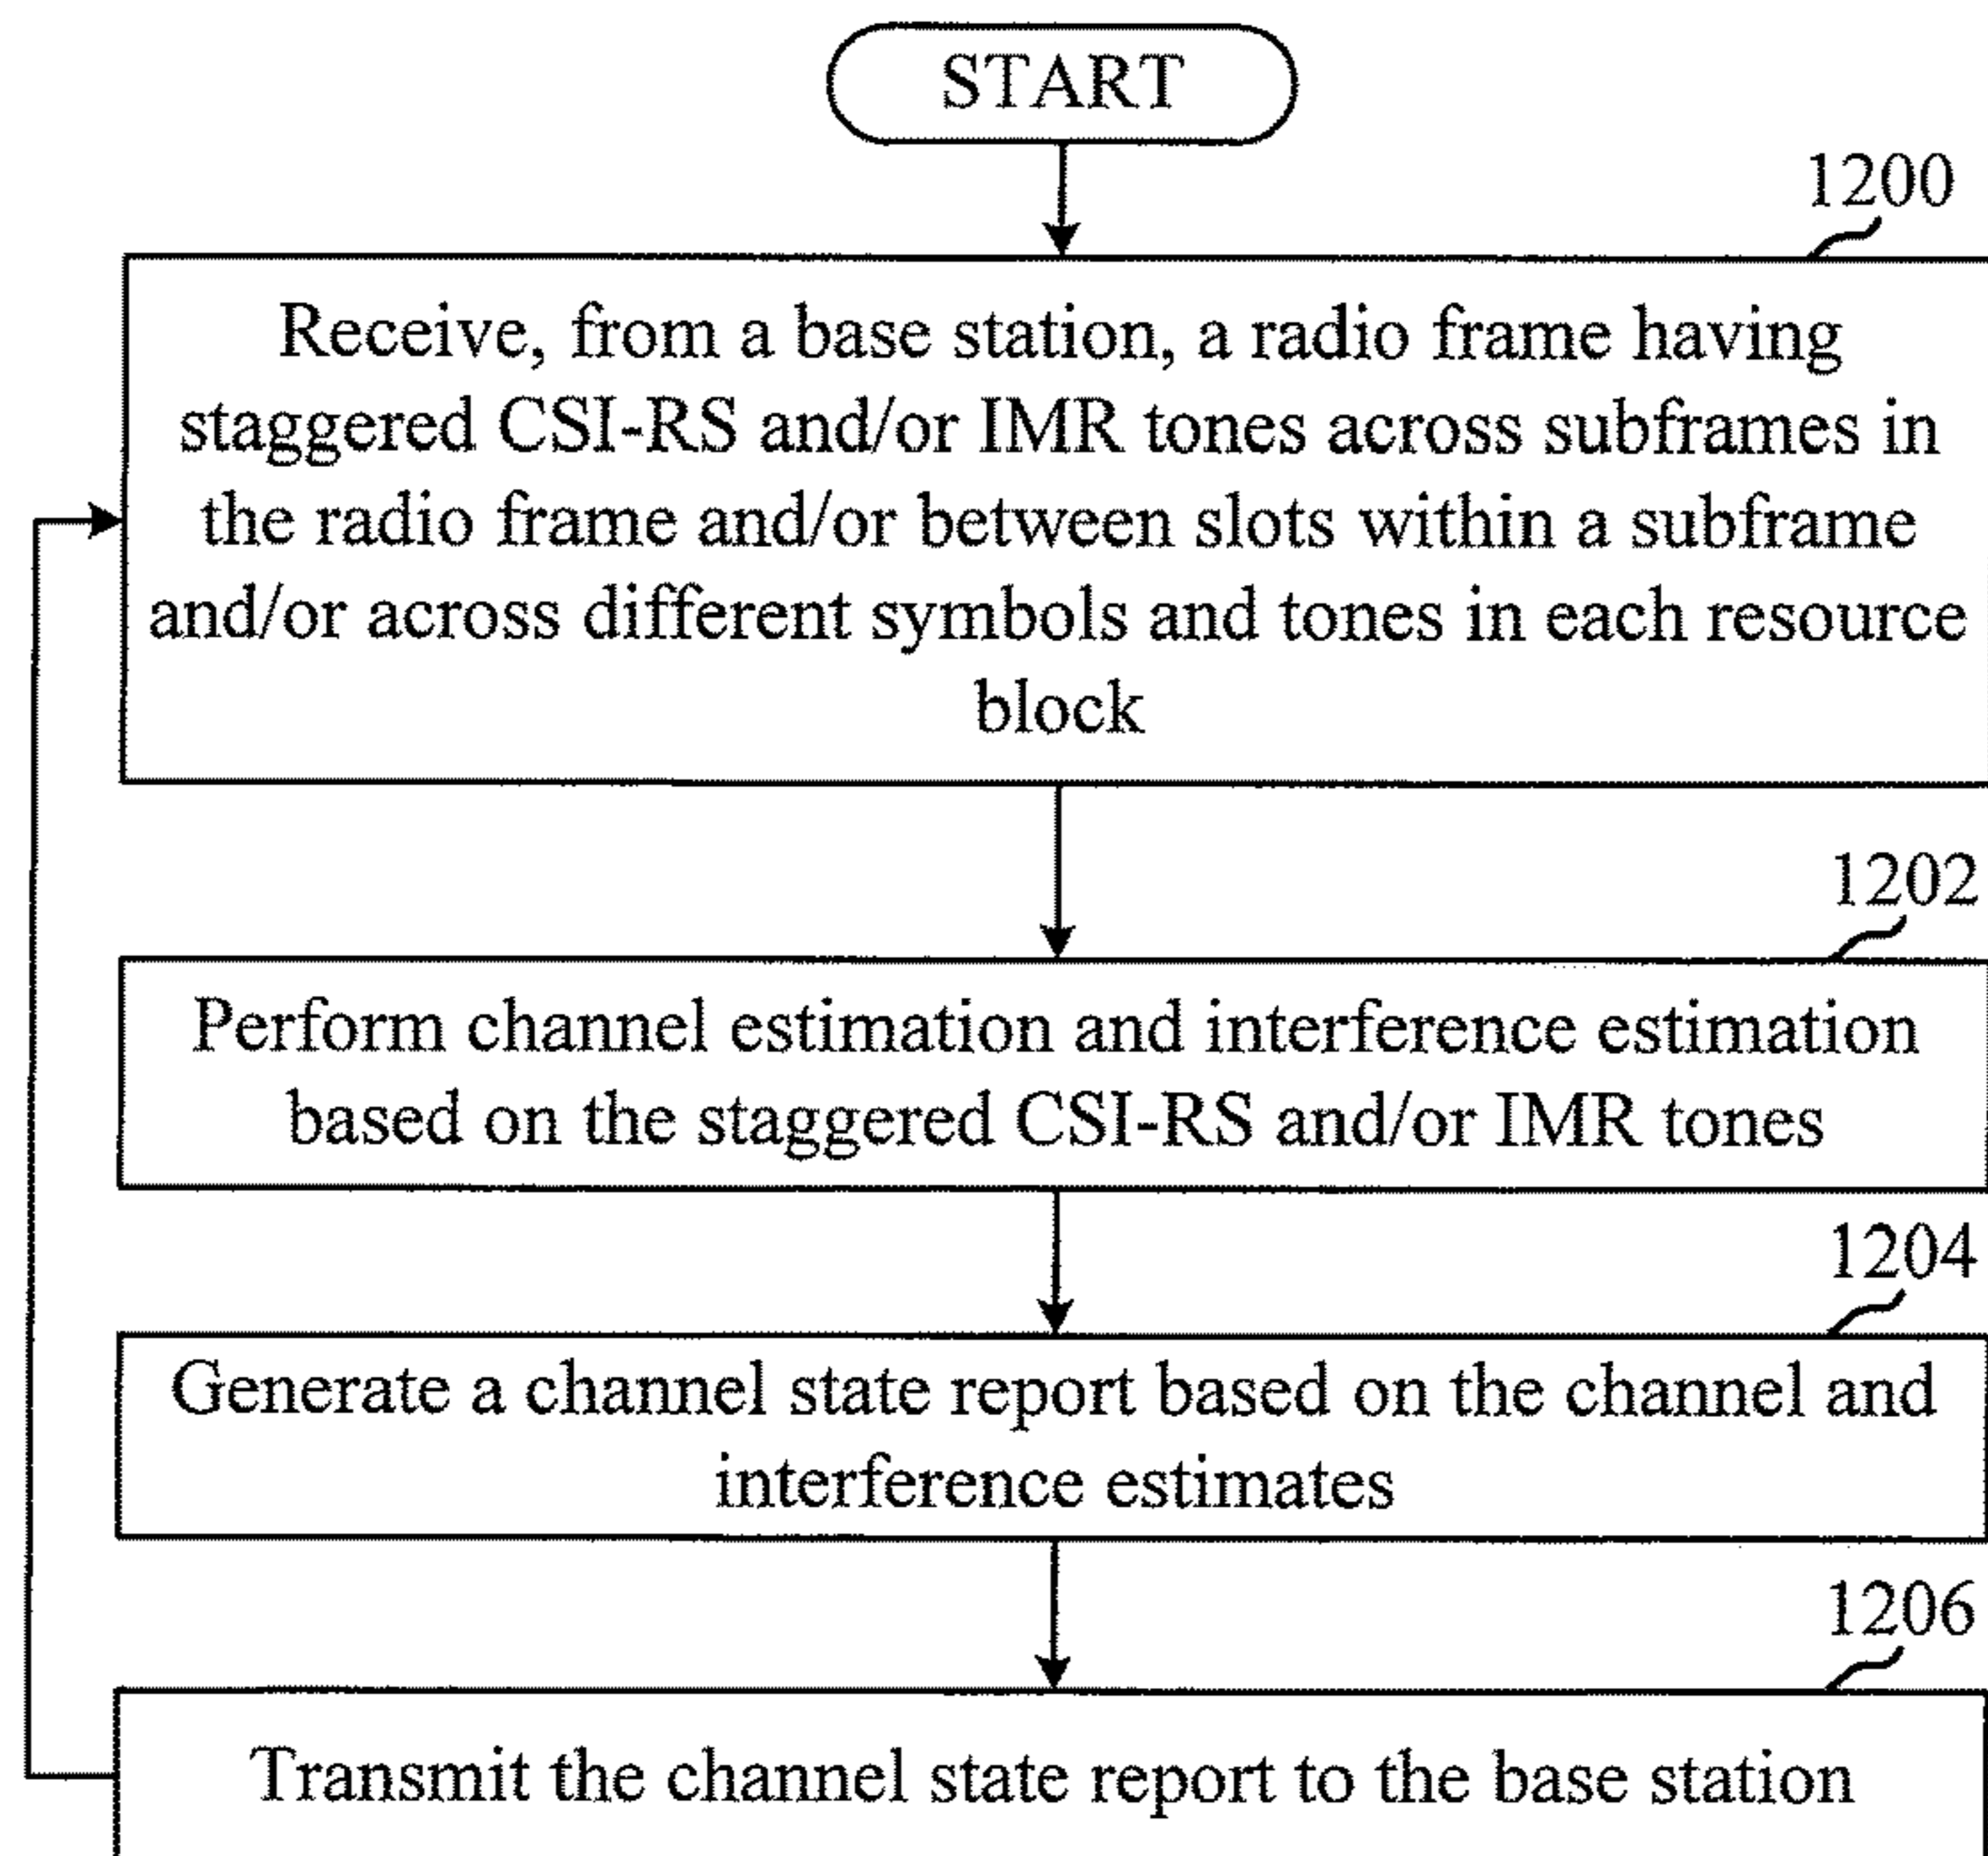 START
1200
Receive, from a base station, a radio frame having
staggered CSI-RS and/or IMR tones across subframes in
the radio frame and/or between slots within a subframe
and/or across different symbols and tones in each resource
block
1202
Perform channel estimation and interference estimation
based on the staggered CSI-RS and/or IMR tones
1204
Generate a channel state report based on the channel and
interference estimates
1206
Transmit the channel state report to the base station